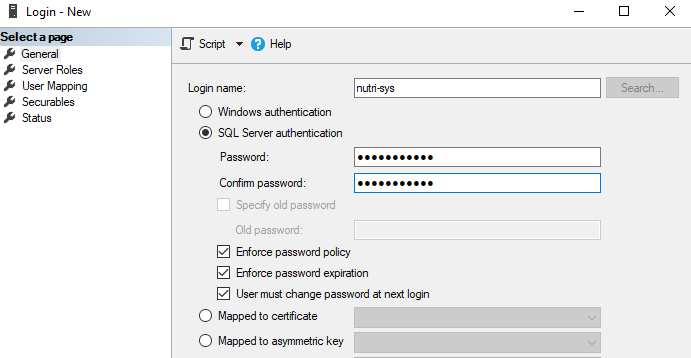 Login - New
Select a page
General
Server Roles
User Mapping
Securables
Status
Script
Help
Login name:
nutri-sys
Search...
Windows authentication
SQL Server authentication
Password:
●●●●●●●●●●●
Confirm password:
●●●●●●●●●●●
Specify old password
Old password:
Enforce password policy
Enforce password expiration
User must change password at next login
Mapped to certificate
Mapped to asymmetric key